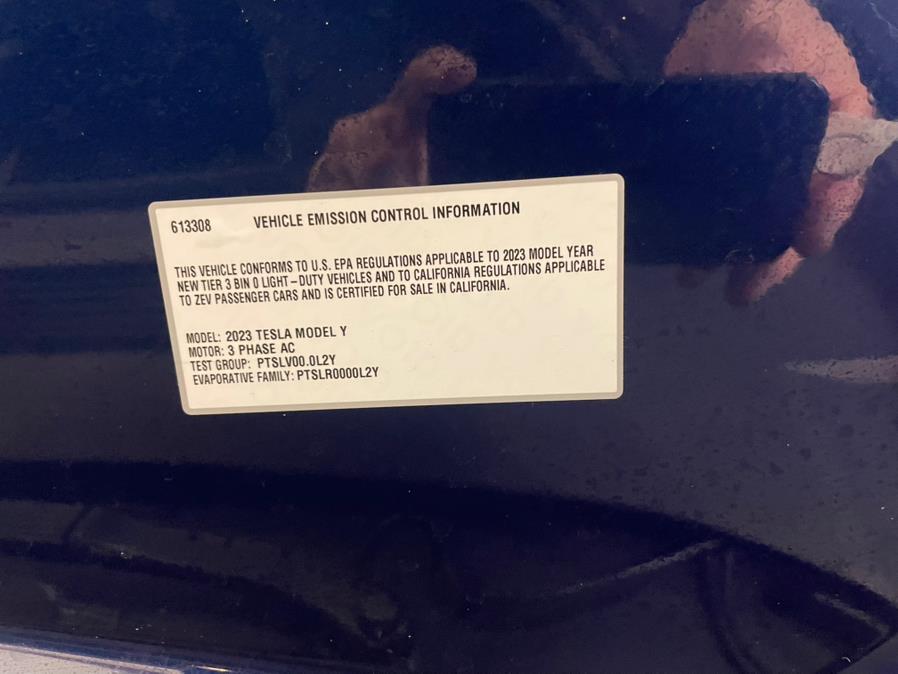 613308 VEHICLE EMISSION CONTROL INFORMATION
THIS VEHICLE CONFORMS TO U.S. EPA REGULATIONS APPLICABLE TO 2023 MODEL YEAR
NEW TIER 3 BIN 0 LIGHT-DUTY VEHICLES AND TO CALIFORNIA REGULATIONS APPLICABLE
TO ZEV PASSENGER CARS AND IS CERTIFIED FOR SALE IN CALIFORNIA.
MODEL: 2023 TESLA MODEL Y
MOTOR: 3 PHASE AC
TEST GROUP: PTSLV00.0L2Y
EVAPORATIVE FAMILY: PTSLR0000L2Y